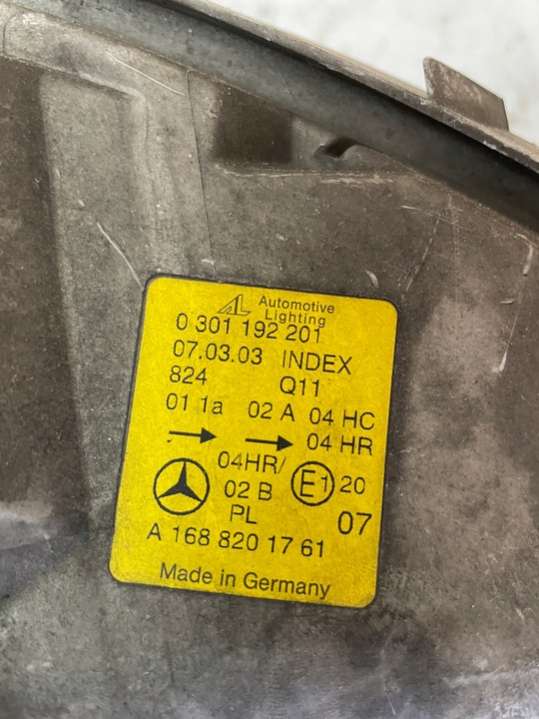 AL Automotive
Lighting
0 301 192 201
07.03.03 INDEX
824 Q11
01 1a 02 A 04 HC
→ → 04 HR
04HR/ E1 20
02 B
PL 07
A 168 820 17 61
Made in Germany